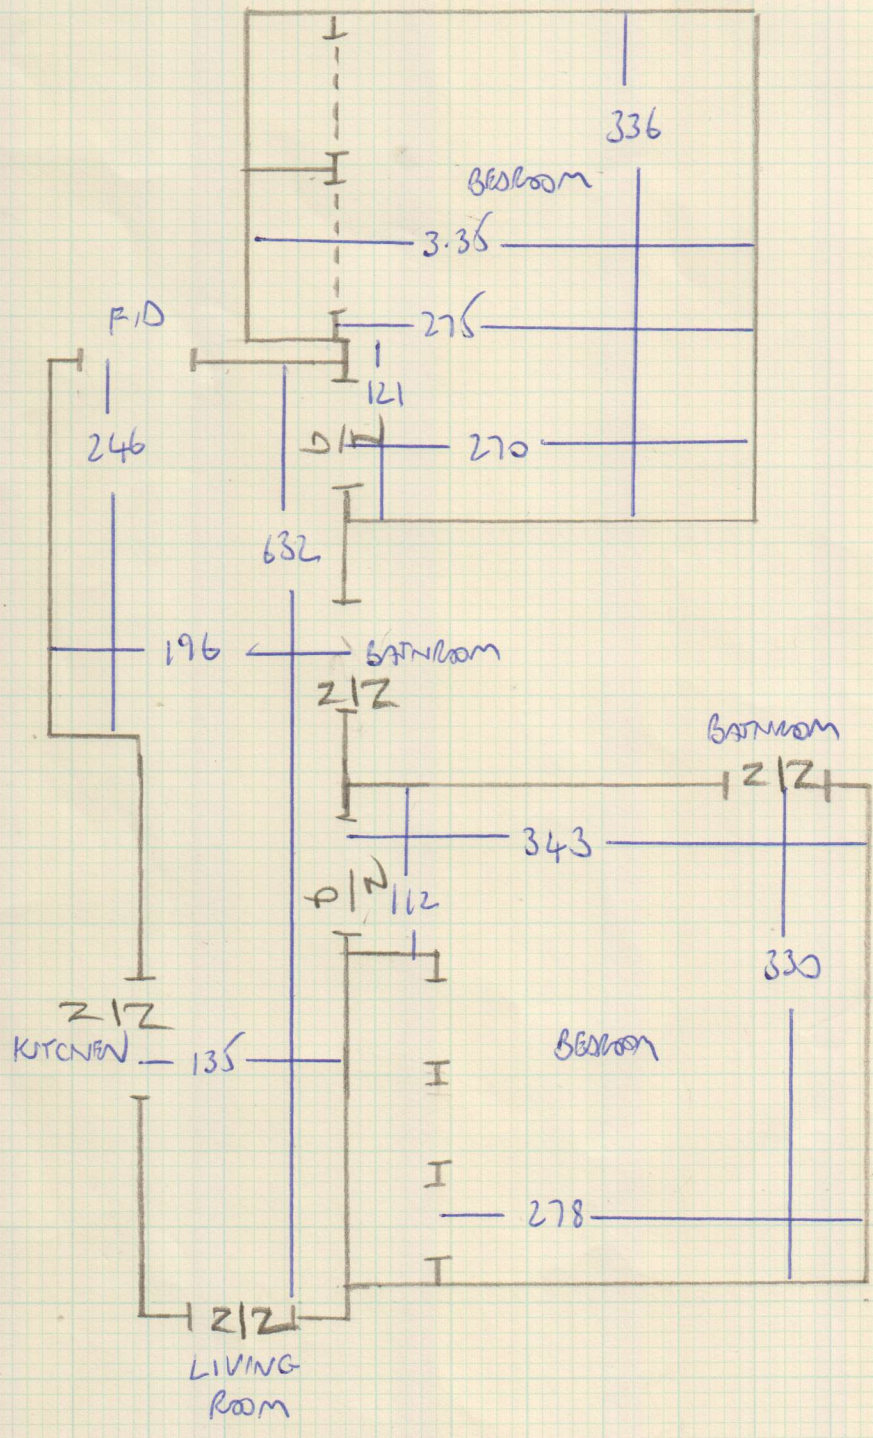 336
BEDROOM
3.35
F/D
275
121
246
D/Z
270
632
196
BATHROOM
Z/Z
BATHROOM
Z/Z
343
D/Z
112
330
Z/Z
KITCHEN
135
BEDROOM
278
Z/Z
LIVING
ROOM